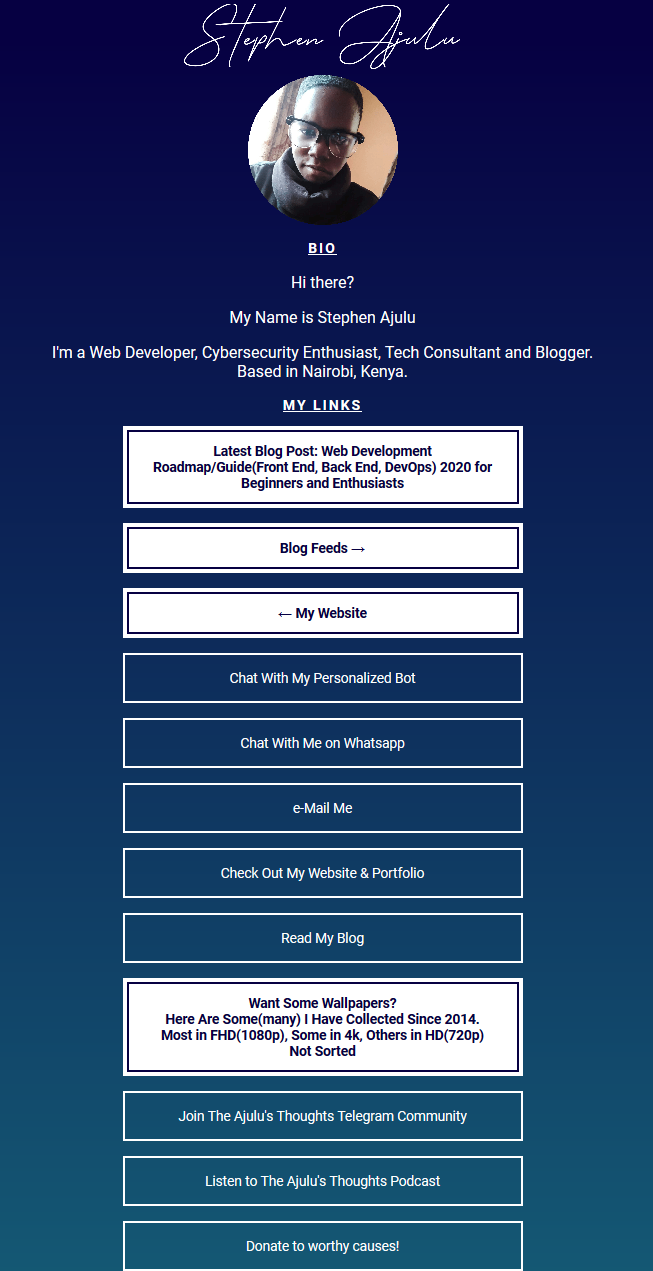 Stephen Ajulu
BIO
Hi there?
My Name is Stephen Ajulu
I'm a Web Developer, Cybersecurity Enthusiast, Tech Consultant and Blogger.
Based in Nairobi, Kenya.
MY LINKS
Latest Blog Post: Web Development
Roadmap/Guide(Front End, Back End, DevOps) 2020 for
Beginners and Enthusiasts
Blog Feeds →
← My Website
Chat With My Personalized Bot
Chat With Me on Whatsapp
e-Mail Me
Check Out My Website & Portfolio
Read My Blog
Want Some Wallpapers?
Here Are Some(many) I Have Collected Since 2014.
Most in FHD(1080p), Some in 4k, Others in HD(720p)
Not Sorted
Join The Ajulu's Thoughts Telegram Community
Listen to The Ajulu's Thoughts Podcast
Donate to worthy causes!